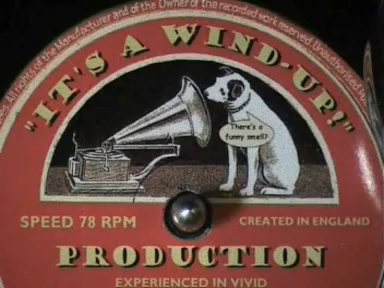 All rights of the Manufacturer and of the Owner of the recorded work reserved Unauthorised
"IT'S A WIND-UP!"
There's a
funny smell?
SPEED 78 RPM
CREATED IN ENGLAND
PRODUCTION
EXPERIENCED IN VIVID